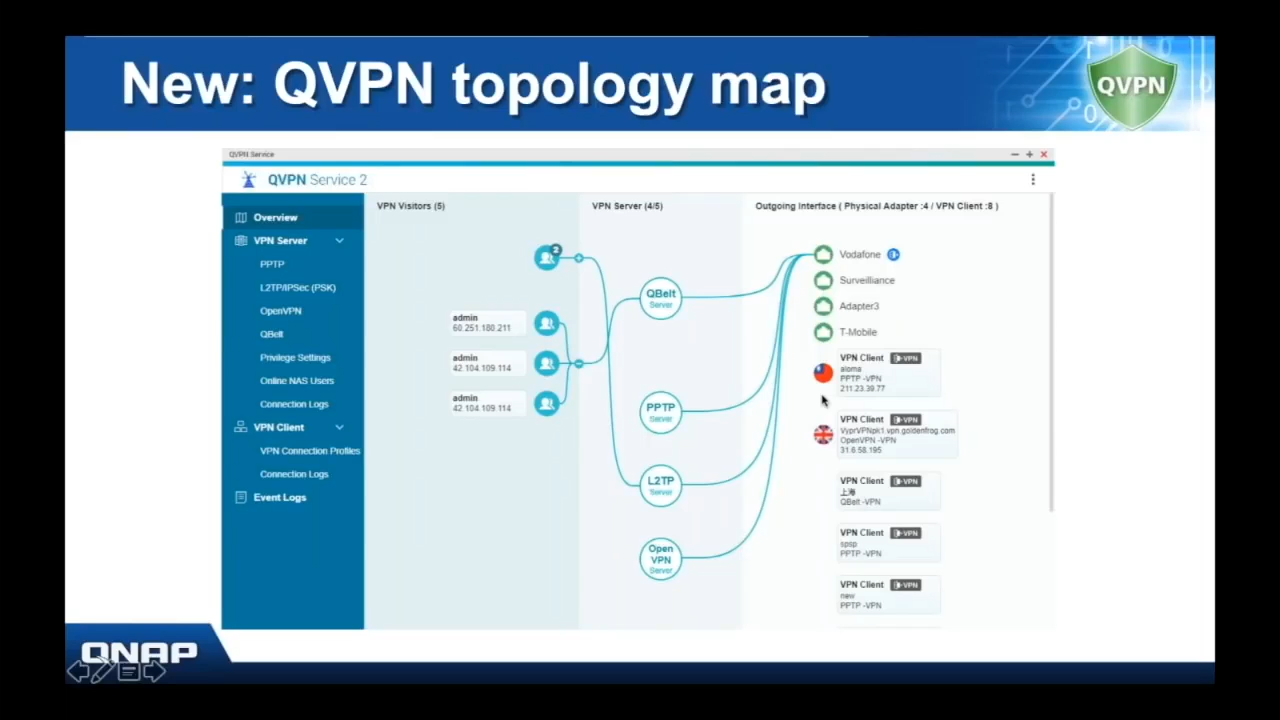 New: QVPN topology map
QVPN
QVPN Service
QVPN Service 2
Overview
VPN Server
PPTP
L2TP/IPSec (PSK)
OpenVPN
QBelt
Privilege Settings
Online NAS Users
Connection Logs
VPN Client
VPN Connection Profiles
Connection Logs
Event Logs
VPN Visitors (5)
2
admin
60.251.180.211
admin
42.104.109.114
admin
42.104.109.114
VPN Server (4/5)
QBelt
Server
PPTP
Server
L2TP
Server
Open
VPN
Server
Outgoing Interface ( Physical Adapter :4 / VPN Client :8 )
Vodafone
Surveilliance
Adapter3
T-Mobile
VPN Client VPN
aloma
PPTP -VPN
211.23.39.77
VPN Client VPN
VyprVPNpk1.vpn.goldenfrog.com
OpenVPN -VPN
31.6.58.195
VPN Client VPN
上海
QBelt -VPN
VPN Client VPN
spsp
PPTP -VPN
VPN Client VPN
new
PPTP -VPN
QNAP